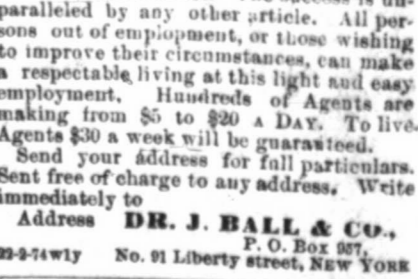 paralleled by any other article. All per-
sons out of employment, or those wishing
to improve their circumstances, can make
a respectable, living at this light and easy
employment. Hundreds of Agents are
making from $5 to $20 A DAY. To live
Agents $30 a week will be guaranteed.
Send your address for full particulars.
Sent free of charge to any address. Write
immediately to
Address DR. J. BALL & CO.,
P. O. Box 957,
22-2-74w1y No. 91 Liberty street, NEW YORK